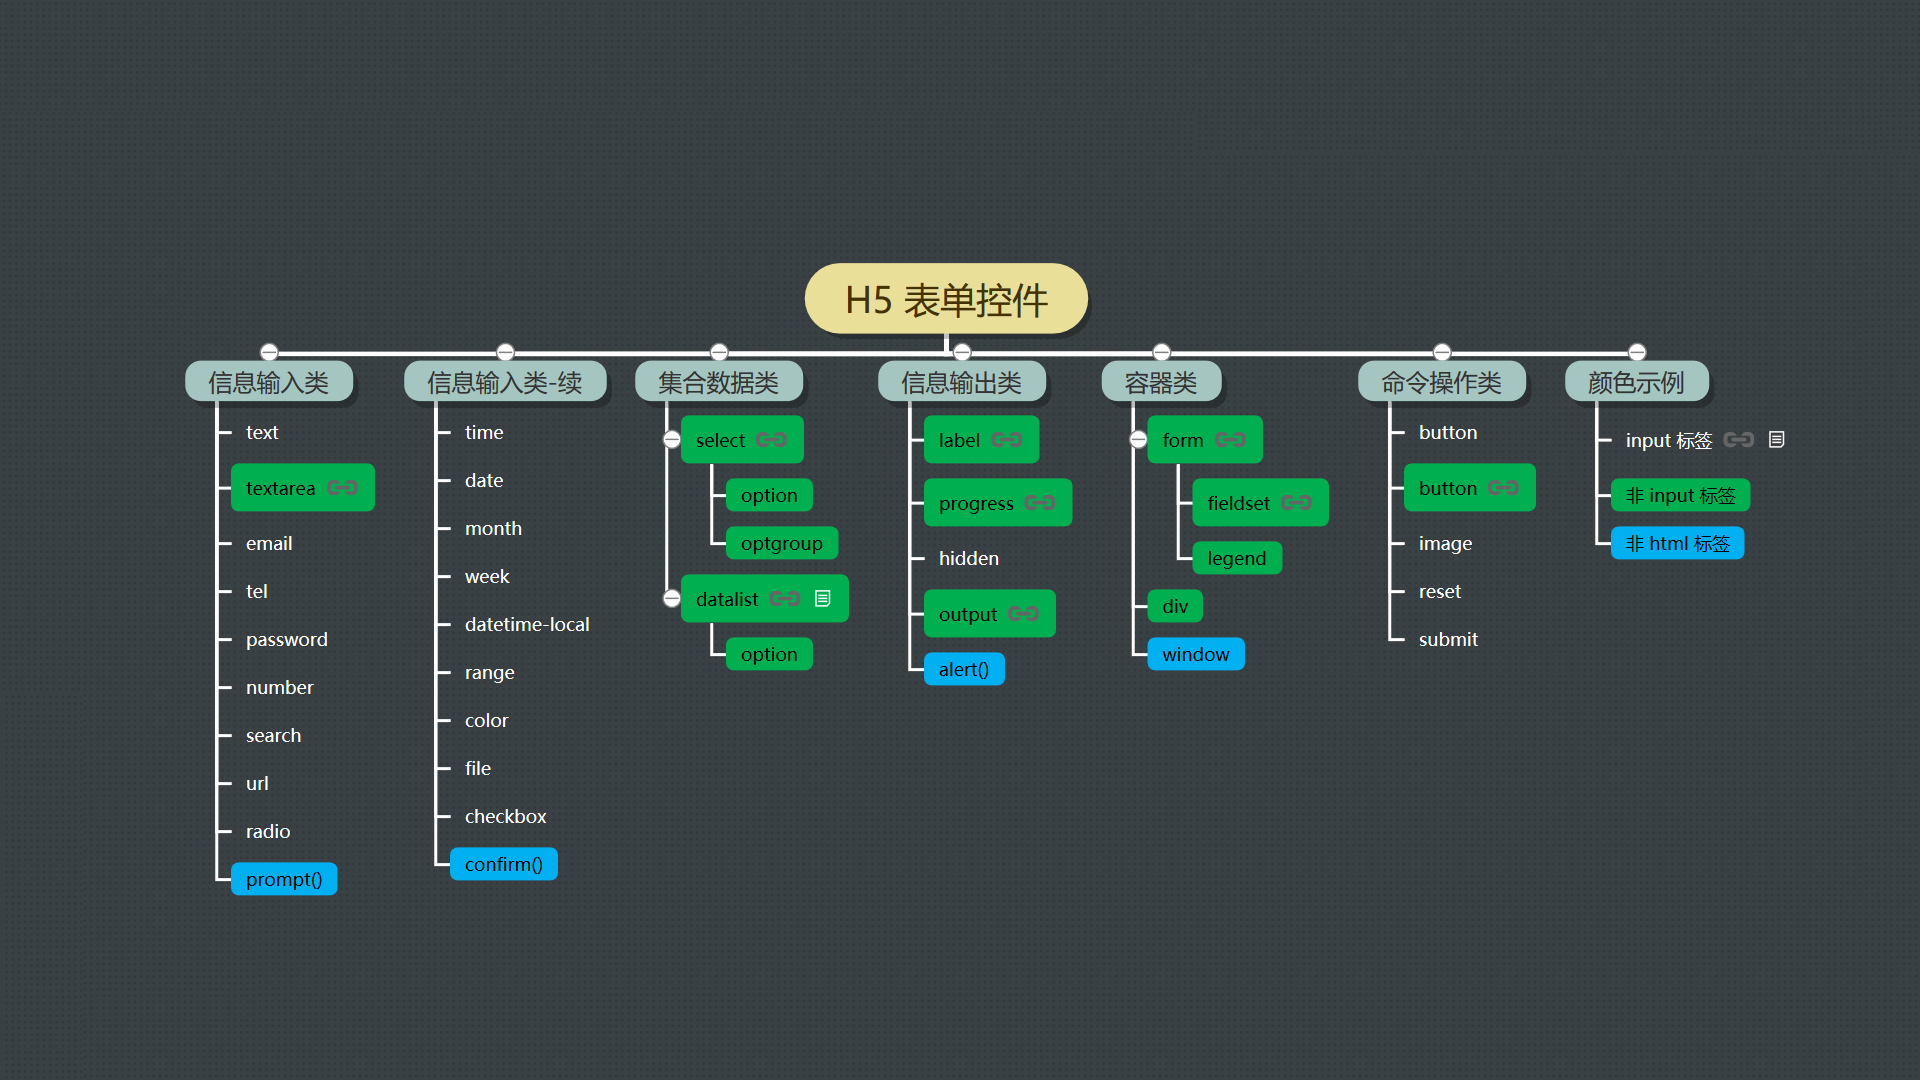 H5 表单控件
信息输入类
text
textarea
email
tel
password
number
search
url
radio
prompt()
信息输入类-续
time
date
month
week
datetime-local
range
color
file
checkbox
confirm()
集合数据类
select
option
optgroup
datalist
option
信息输出类
label
progress
hidden
output
alert()
容器类
form
fieldset
legend
div
window
命令操作类
button
button
image
reset
submit
颜色示例
input 标签
非 input 标签
非 html 标签